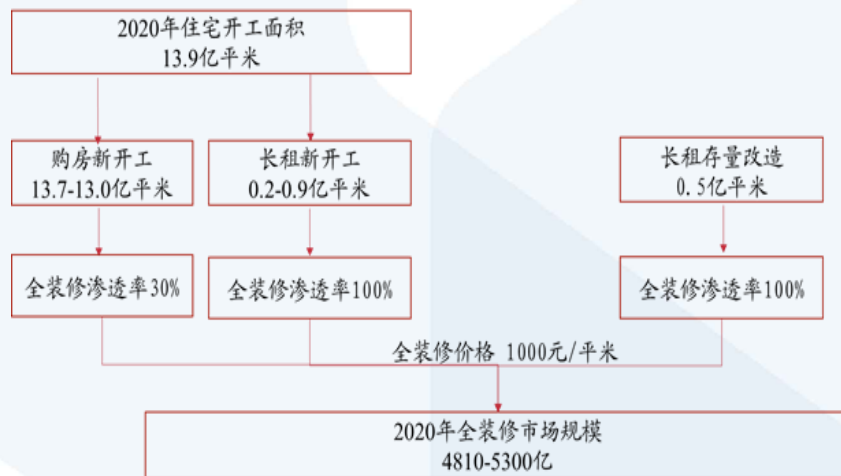 2020年住宅开工面积
13.9亿平米
购房新开工
13.7-13.0亿平米
长租新开工
0.2-0.9亿平米
长租存量改造
0.5亿平米
全装修渗透率30%
全装修渗透率100%
全装修渗透率100%
全装修价格 1000元/平米
2020年全装修市场规模
4810-5300亿